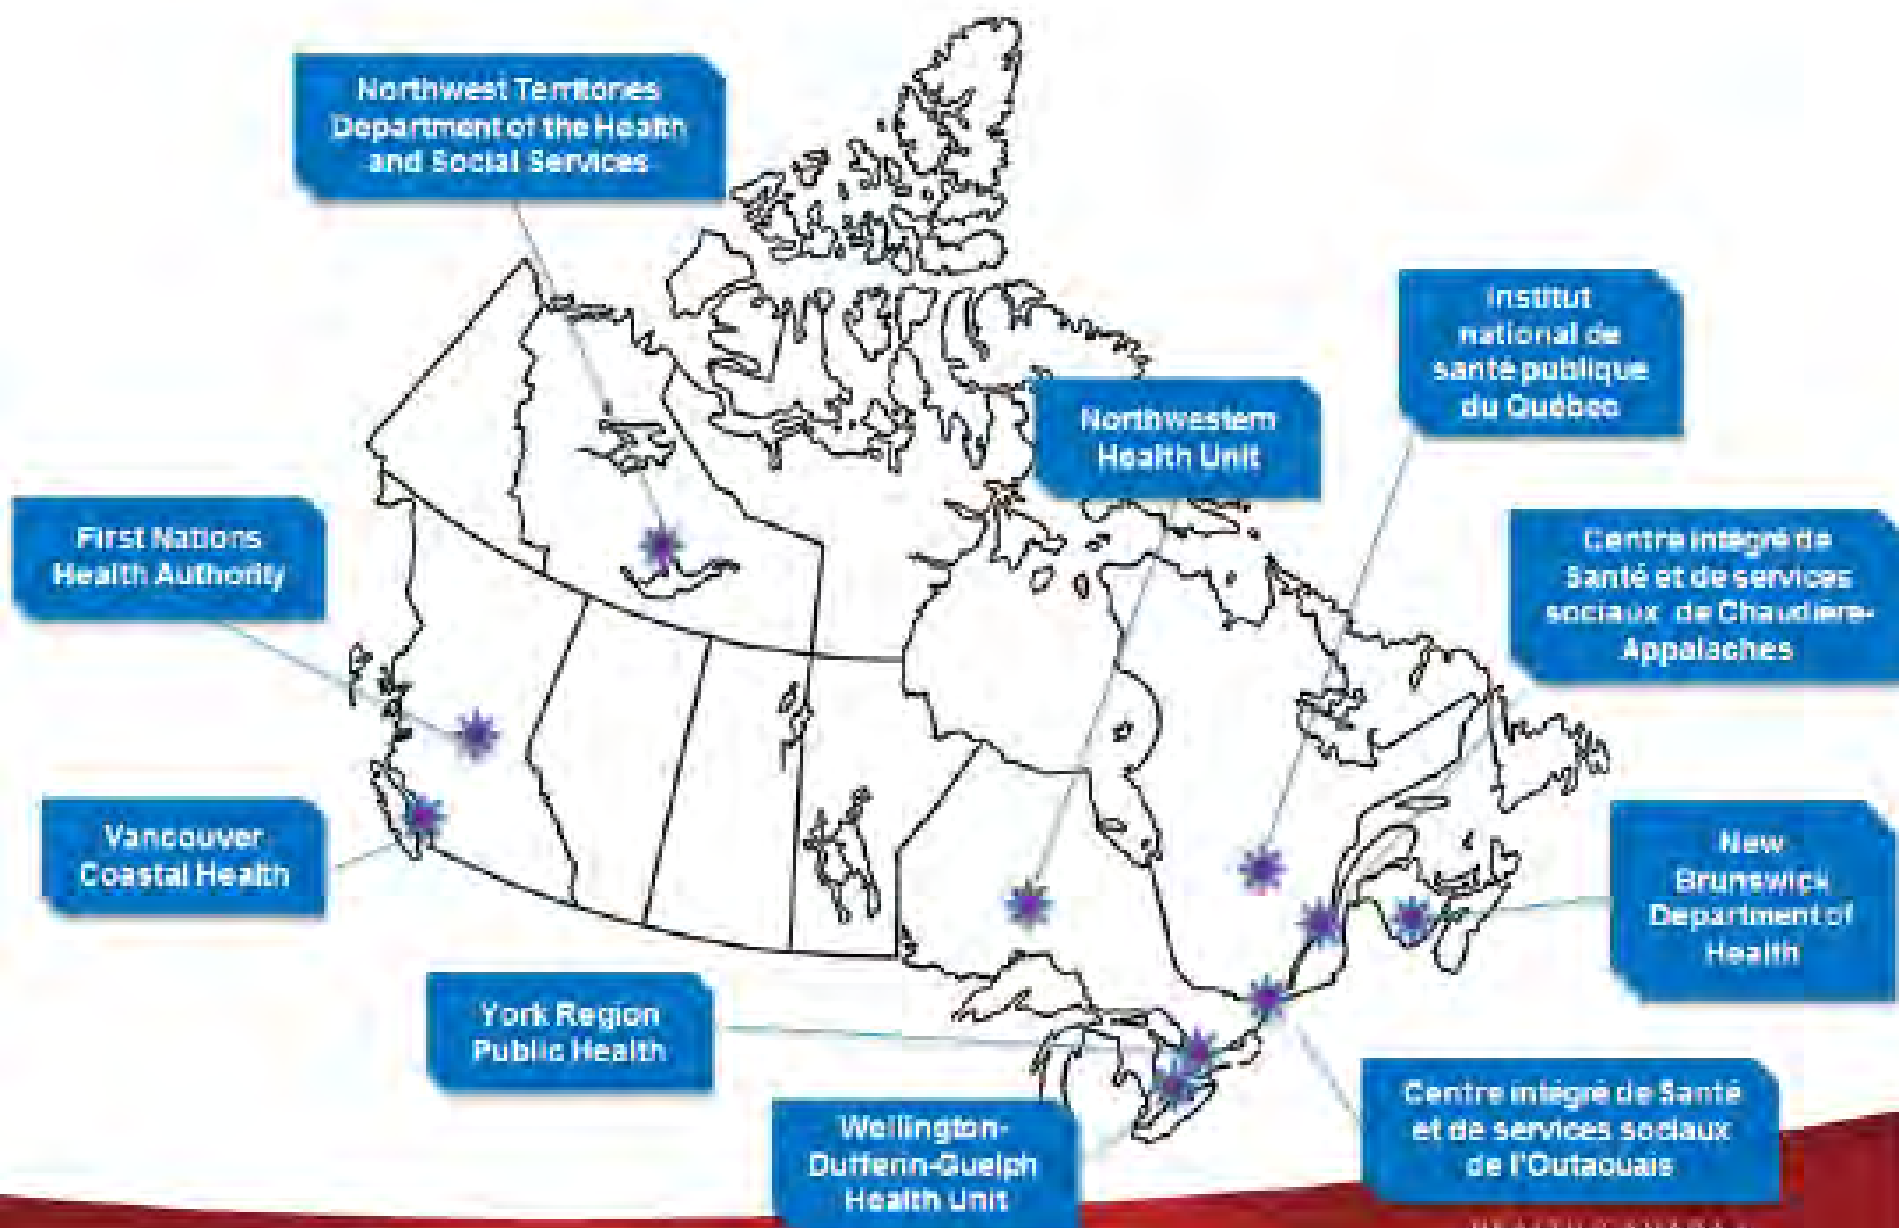 Northwest Territories
Department of the Health
and Social Services
Institut
national de
santé publique
du Québec
Northwestern
Health Unit
First Nations
Health Authority
Centre intégré de
Santé et de services
sociaux de Chaudière-
Appalaches
Vancouver
Coastal Health
New
Brunswick
Department of
Health
York Region
Public Health
Centre intégré de Santé
et de services sociaux
de l'Outaouais
Wellington-
Dufferin-Guelph
Health Unit